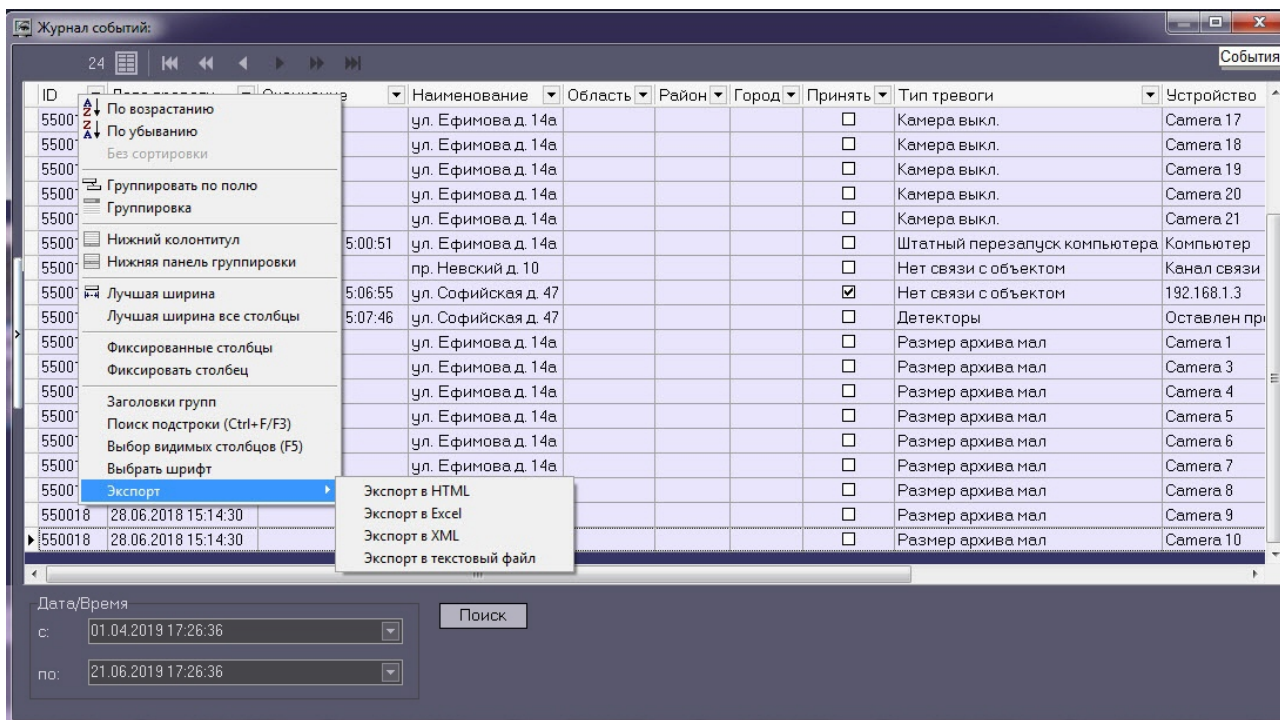 Журнал событий:
24
События
ID Наименование Область Район Город Принять Тип тревоги Устройство
ул. Ефимова д. 14а Камера выкл. Camera 17
ул. Ефимова д. 14а Камера выкл. Camera 18
ул. Ефимова д. 14а Камера выкл. Camera 19
ул. Ефимова д. 14а Камера выкл. Camera 20
ул. Ефимова д. 14а Камера выкл. Camera 21
5:00:51 ул. Ефимова д. 14а Штатный перезапуск компьютера Компьютер
пр. Невский д. 10 Нет связи с объектом Канал связи
5:06:55 ул. Софийская д. 47 Нет связи с объектом 192.168.1.3
5:07:46 ул. Софийская д. 47 Детекторы Оставлен
ул. Ефимова д. 14а Размер архива мал Camera 1
ул. Ефимова д. 14а Размер архива мал Camera 3
ул. Ефимова д. 14а Размер архива мал Camera 4
ул. Ефимова д. 14а Размер архива мал Camera 5
ул. Ефимова д. 14а Размер архива мал Camera 6
ул. Ефимова д. 14а Размер архива мал Camera 7
Размер архива мал Camera 8
550018 28.06.2018 15:14:30 Размер архива мал Camera 9
550018 28.06.2018 15:14:30 Размер архива мал Camera 10
По возрастанию
По убыванию
Без сортировки
Группировать по полю
Группировка
Нижний колонтитул
Нижняя панель группировки
Лучшая ширина
Лучшая ширина все столбцы
Фиксированные столбцы
Фиксировать столбец
Заголовки групп
Поиск подстроки (Ctrl+F/F3)
Выбор видимых столбцов (F5)
Выбрать шрифт
Экспорт
Экспорт в HTML
Экспорт в Excel
Экспорт в XML
Экспорт в текстовый файл
Дата/Время
с: 01.04.2019 17:26:36
Поиск
по: 21.06.2019 17:26:36